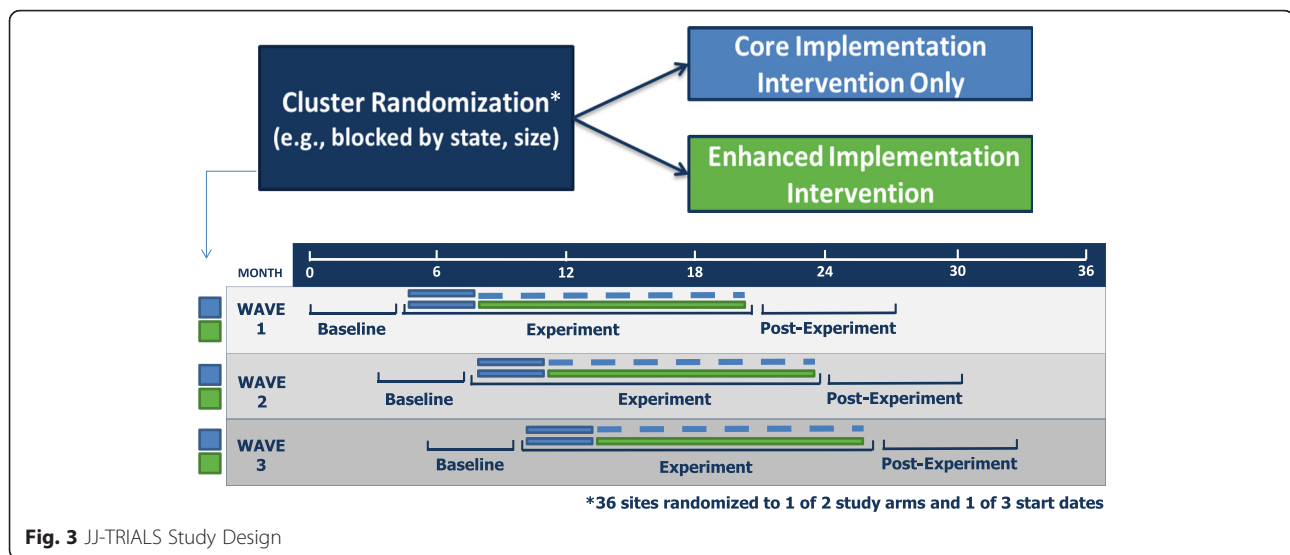 Cluster Randomization*
(e.g., blocked by state, size)
Core Implementation
Intervention Only
Enhanced Implementation
Intervention
MONTH 0 6 12 18 24 30 36
WAVE
1
Baseline Experiment Post-Experiment
WAVE
2
Baseline Experiment Post-Experiment
WAVE
3
Baseline Experiment Post-Experiment
*36 sites randomized to 1 of 2 study arms and 1 of 3 start dates
Fig. 3 JJ-TRIALS Study Design